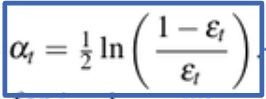 αₜ = ½ ln ( (1 − εₜ) / εₜ ).